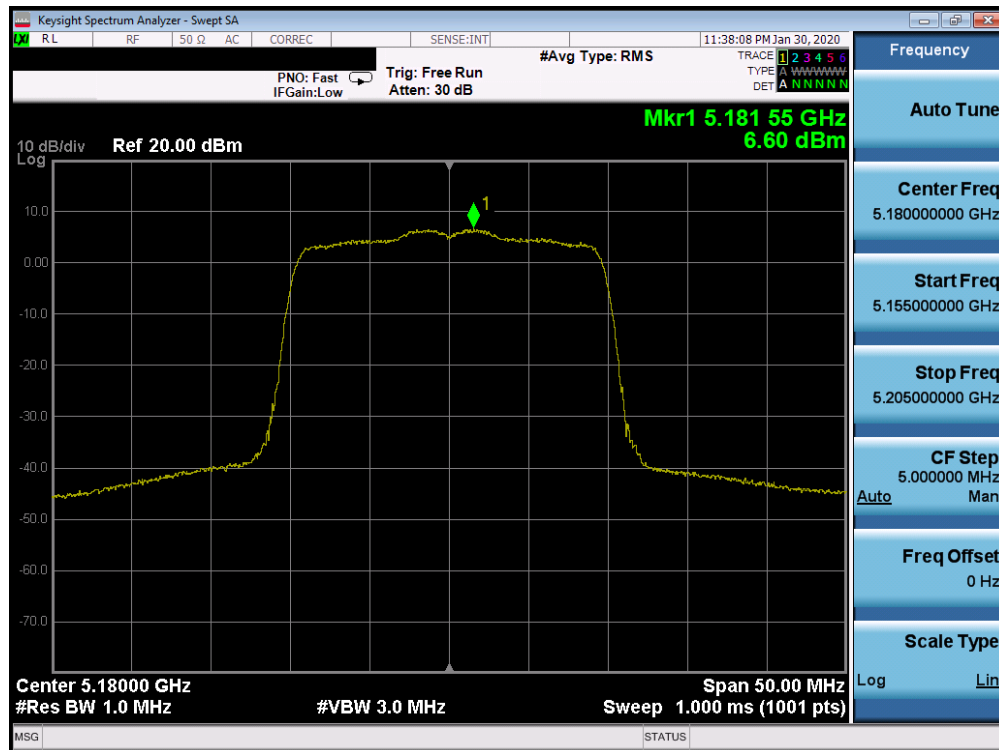 Keysight Spectrum Analyzer - Swept SA
LXI RL RF 50 Ω AC CORREC SENSE:INT 11:38:08 PM Jan 30, 2020
#Avg Type: RMS
TRACE 1 2 3 4 5 6
TYPE A WWWWW
DET A N N N N N
PNO: Fast
IFGain:Low
Trig: Free Run
Atten: 30 dB
Mkr1 5.181 55 GHz
6.60 dBm
10 dB/div
Log
Ref 20.00 dBm
1
10.0
0.00
-10.0
-20.0
-30.0
-40.0
-50.0
-60.0
-70.0
Center 5.18000 GHz
Span 50.00 MHz
#Res BW 1.0 MHz
#VBW 3.0 MHz
Sweep 1.000 ms (1001 pts)
MSG
STATUS
Frequency
Auto Tune
Center Freq
5.180000000 GHz
Start Freq
5.155000000 GHz
Stop Freq
5.205000000 GHz
CF Step
5.000000 MHz
Auto Man
Freq Offset
0 Hz
Scale Type
Log Lin